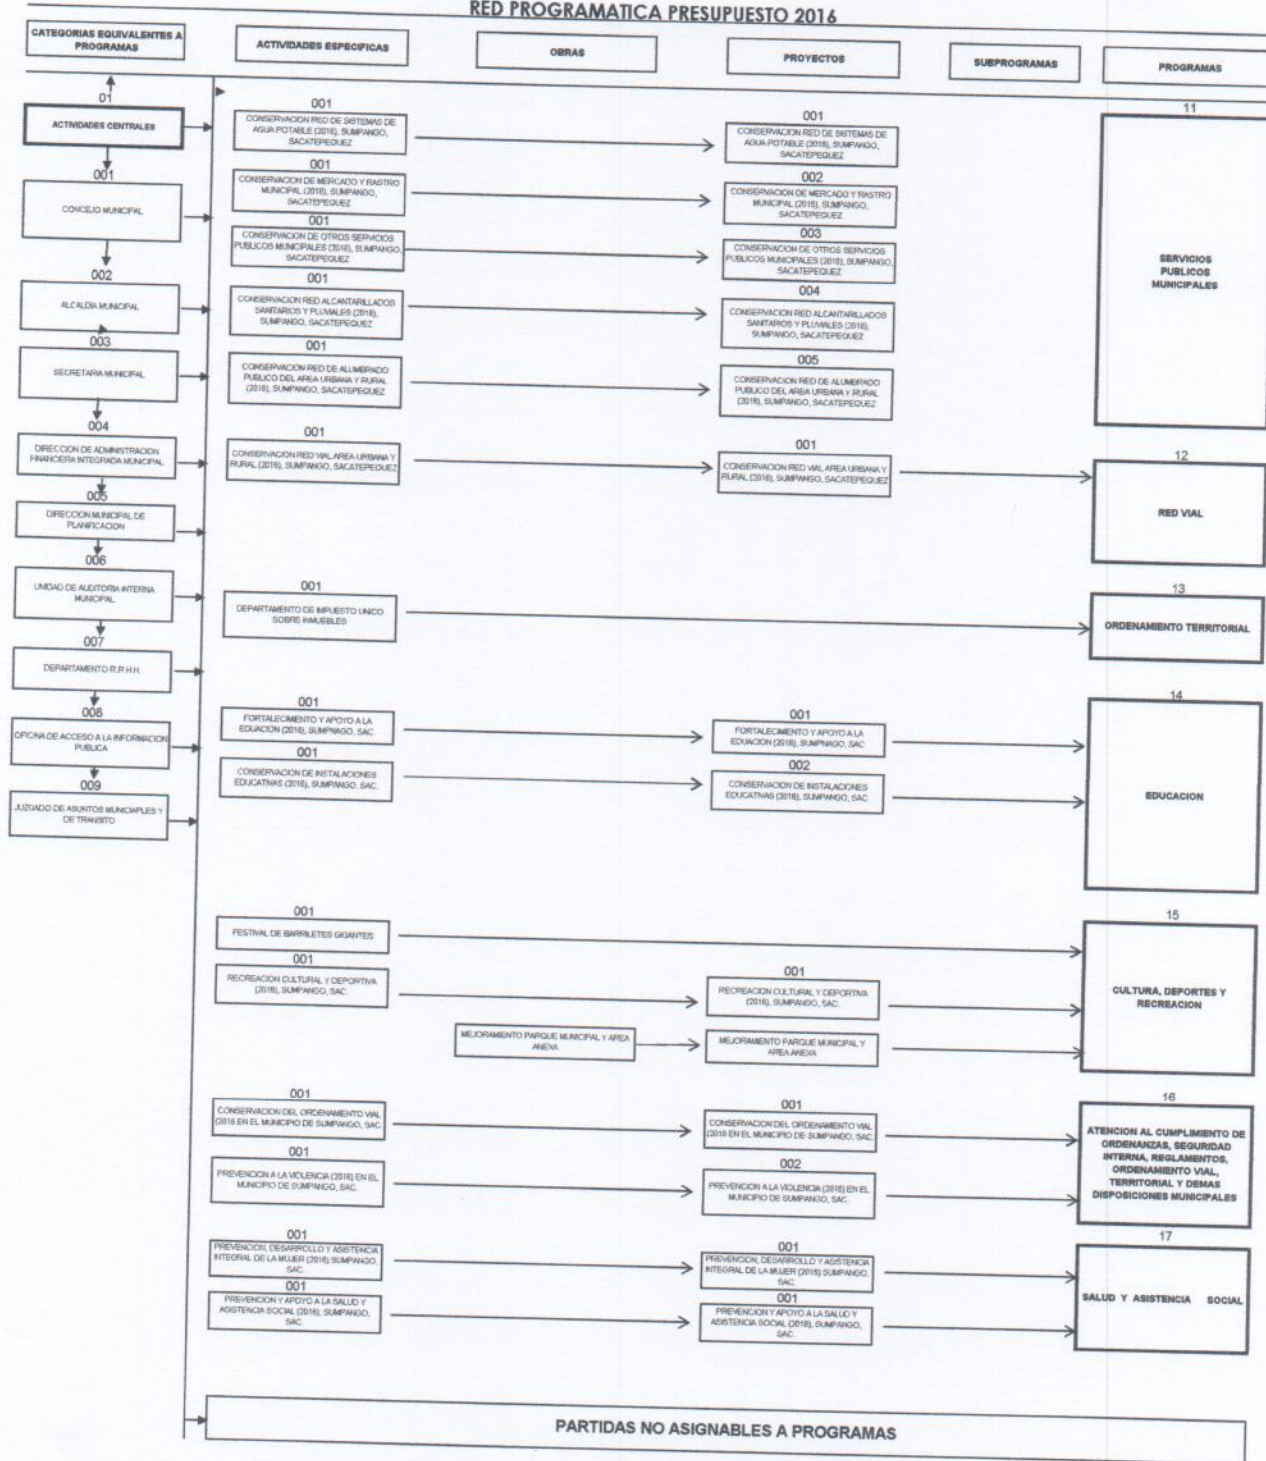 RED PROGRAMATICA PRESUPUESTO 2016
CATEGORIAS EQUIVALENTES A
PROGRAMAS
ACTIVIDADES ESPECIFICAS
OBRAS
PROYECTOS
SUBPROGRAMAS
PROGRAMAS
01
ACTIVIDADES CENTRALES
001
CONCEJO MUNICIPAL
002
ALCALDIA MUNICIPAL
003
SECRETARIA MUNICIPAL
004
DIRECCION DE ADMINISTRACION
FINANCIERA INTEGRADA MUNICIPAL
005
DIRECCION MUNICIPAL DE
PLANIFICACION
006
UNIDAD DE AUDITORIA INTERNA
MUNICIPAL
007
DEPARTAMENTO R.R.H.H.
008
OFICINA DE ACCESO A LA INFORMACION
PUBLICA
009
JUZGADO DE ASUNTOS MUNICIAPLES Y
DE TRANSITO
001
CONSERVACION RED DE SISTEMAS DE
AGUA POTABLE (2016), SUMPANGO,
SACATEPEQUEZ
001
CONSERVACION RED DE SISTEMAS DE
AGUA POTABLE (2016), SUMPANGO,
SACATEPEQUEZ
001
CONSERVACION DE MERCADO Y RASTRO
MUNICIPAL (2016), SUMPANGO,
SACATEPEQUEZ
002
CONSERVACION DE MERCADO Y RASTRO
MUNICIPAL (2016), SUMPANGO,
SACATEPEQUEZ
001
CONSERVACION DE OTROS SERVICIOS
PUBLICOS MUNICIPALES (2016), SUMPANGO,
SACATEPEQUEZ
003
CONSERVACION DE OTROS SERVICIOS
PUBLICOS MUNICIPALES (2016), SUMPANGO,
SACATEPEQUEZ
001
CONSERVACION RED ALCANTARILLADOS
SANITARIOS Y PLUVIALES (2016),
SUMPANGO, SACATEPEQUEZ
004
CONSERVACION RED ALCANTARILLADOS
SANITARIOS Y PLUVIALES (2016),
SUMPANGO, SACATEPEQUEZ
001
CONSERVACION RED DE ALUMBRADO
PUBLICO DEL AREA URBANA Y RURAL
(2016), SUMPANGO, SACATEPEQUEZ
005
CONSERVACION RED DE ALUMBRADO
PUBLICO DEL AREA URBANA Y RURAL
(2016), SUMPANGO, SACATEPEQUEZ
11
SERVICIOS
PUBLICOS
MUNICIPALES
001
CONSERVACION RED VIAL AREA URBANA Y
RURAL (2016), SUMPANGO, SACATEPEQUEZ
001
CONSERVACION RED VIAL AREA URBANA Y
RURAL (2016), SUMPANGO, SACATEPEQUEZ
12
RED VIAL
001
DEPARTAMENTO DE IMPUESTO UNICO
SOBRE INMUEBLES
13
ORDENAMIENTO TERRITORIAL
001
FORTALECIMIENTO Y APOYO A LA
EDUACION (2016), SUMPNAGO, SAC.
001
FORTALECIMIENTO Y APOYO A LA
EDUACION (2016), SUMPNAGO, SAC
001
CONSERVACION DE INSTALACIONES
EDUCATIVAS (2016), SUMPANGO, SAC.
002
CONSERVACION DE INSTALACIONES
EDUCATIVAS (2016), SUMPANGO, SAC.
14
EDUCACION
001
FESTIVAL DE BARRILETES GIGANTES
001
RECREACION CULTURAL Y DEPORTIVA
(2016), SUMPANGO, SAC.
001
RECREACION CULTURAL Y DEPORTIVA
(2016), SUMPANGO, SAC.
MEJORAMIENTO PARQUE MUNICIPAL Y AREA
ANEXA
MEJORAMIENTO PARQUE MUNICIPAL Y
AREA ANEXA
15
CULTURA, DEPORTES Y
RECREACION
001
CONSERVACION DEL ORDENAMIENTO VIAL
(2016 EN EL MUNICIPIO DE SUMPANGO, SAC.
001
CONSERVACION DEL ORDENAMIENTO VIAL
(2016 EN EL MUNICIPIO DE SUMPANGO, SAC.
001
PREVENCION A LA VIOLENCIA (2016) EN EL
MUNICIPIO DE SUMPANGO, SAC.
002
PREVENCION A LA VIOLENCIA (2016) EN EL
MUNICIPIO DE SUMPANGO, SAC.
16
ATENCION AL CUMPLIMIENTO DE
ORDENANZAS, SEGURIDAD
INTERNA, REGLAMENTOS,
ORDENAMIENTO VIAL,
TERRITORIAL Y DEMAS
DISPOSICIONES MUNICIPALES
001
PREVENCION, DESARROLLO Y ASISTENCIA
INTEGRAL DE LA MUJER (2016) SUMPANGO,
SAC.
001
PREVENCION, DESARROLLO Y ASISTENCIA
INTEGRAL DE LA MUJER (2016) SUMPANGO,
SAC.
001
PREVENCION Y APOYO A LA SALUD Y
ASISTENCIA SOCIAL (2016), SUMPANGO,
SAC.
001
PREVENCION Y APOYO A LA SALUD Y
ASISTENCIA SOCIAL (2016), SUMPANGO,
SAC.
17
SALUD Y ASISTENCIA SOCIAL
PARTIDAS NO ASIGNABLES A PROGRAMAS